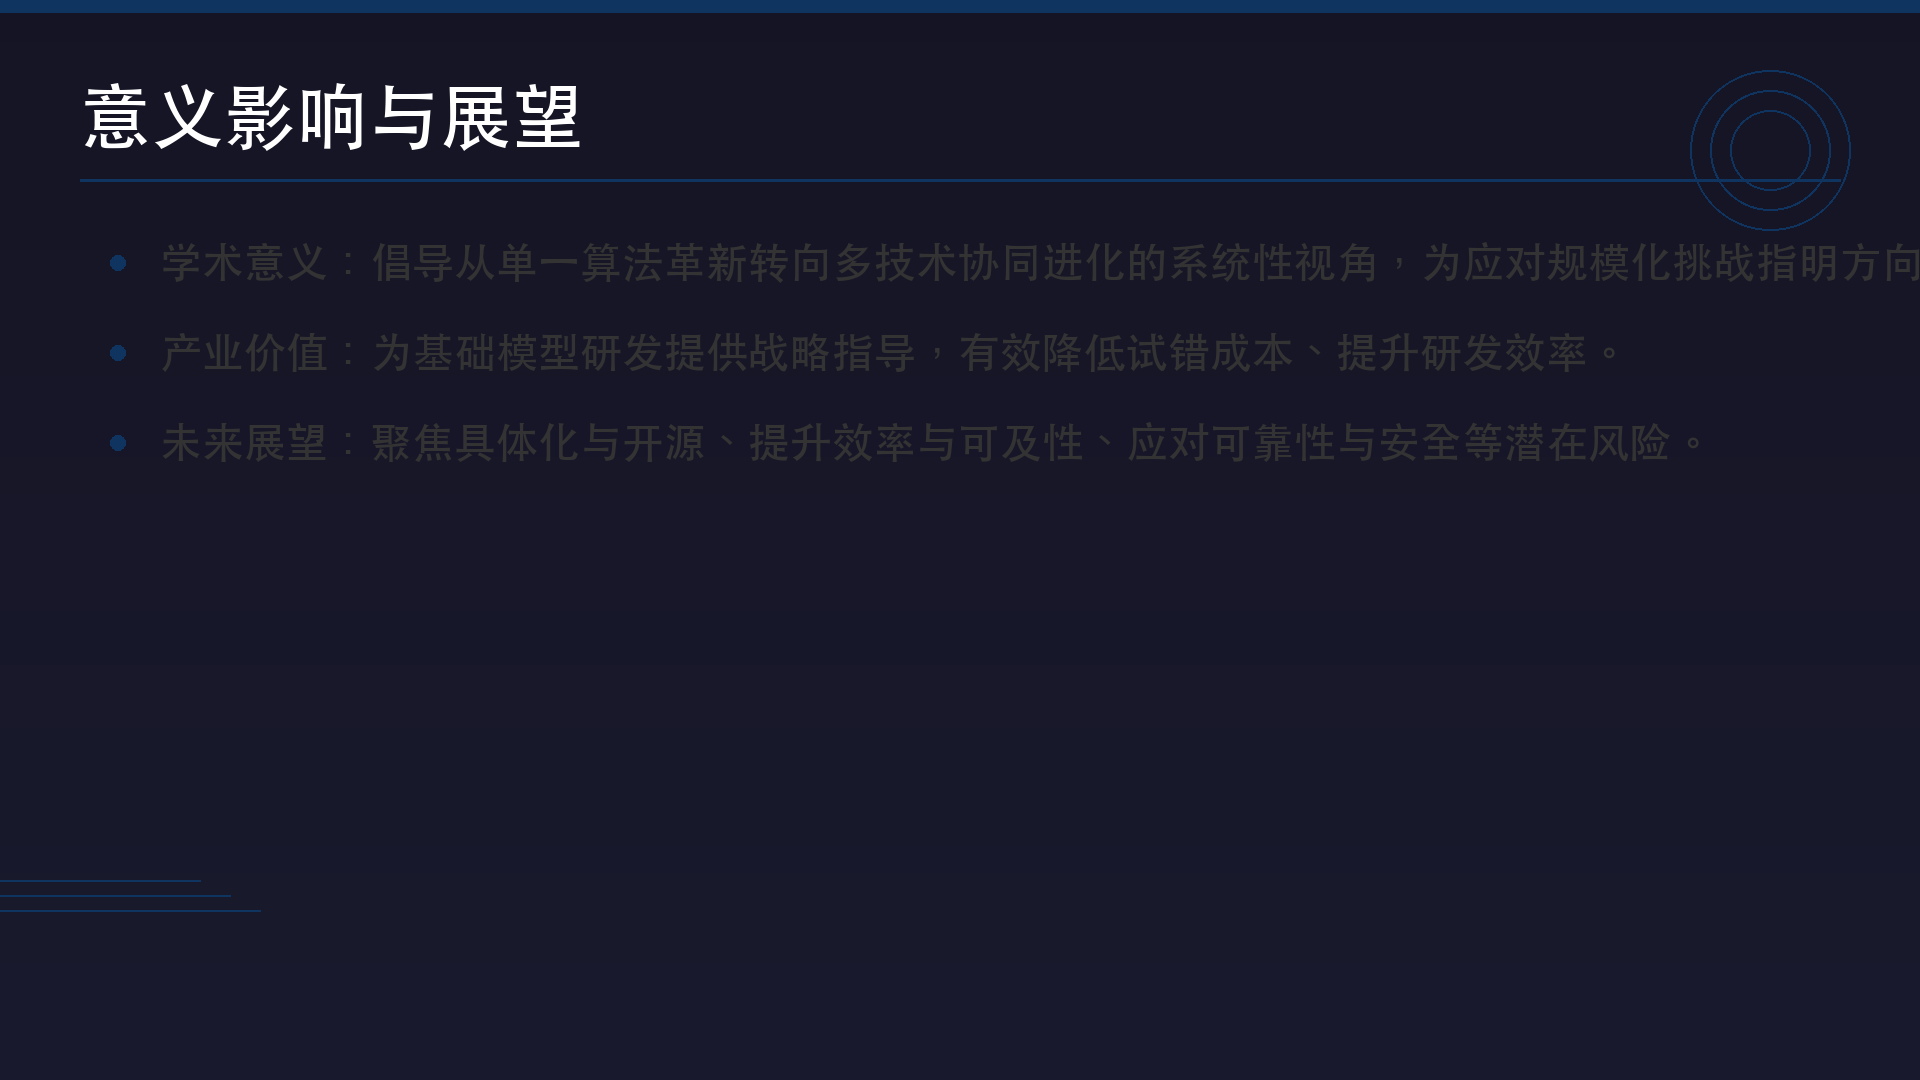 意义影响与展望
学术意义：倡导从单一算法革新转向多技术协同进化的系统性视角，为应对规模化挑战指明方向
产业价值：为基础模型研发提供战略指导，有效降低试错成本、提升研发效率。
未来展望：聚焦具体化与开源、提升效率与可及性、应对可靠性与安全等潜在风险。